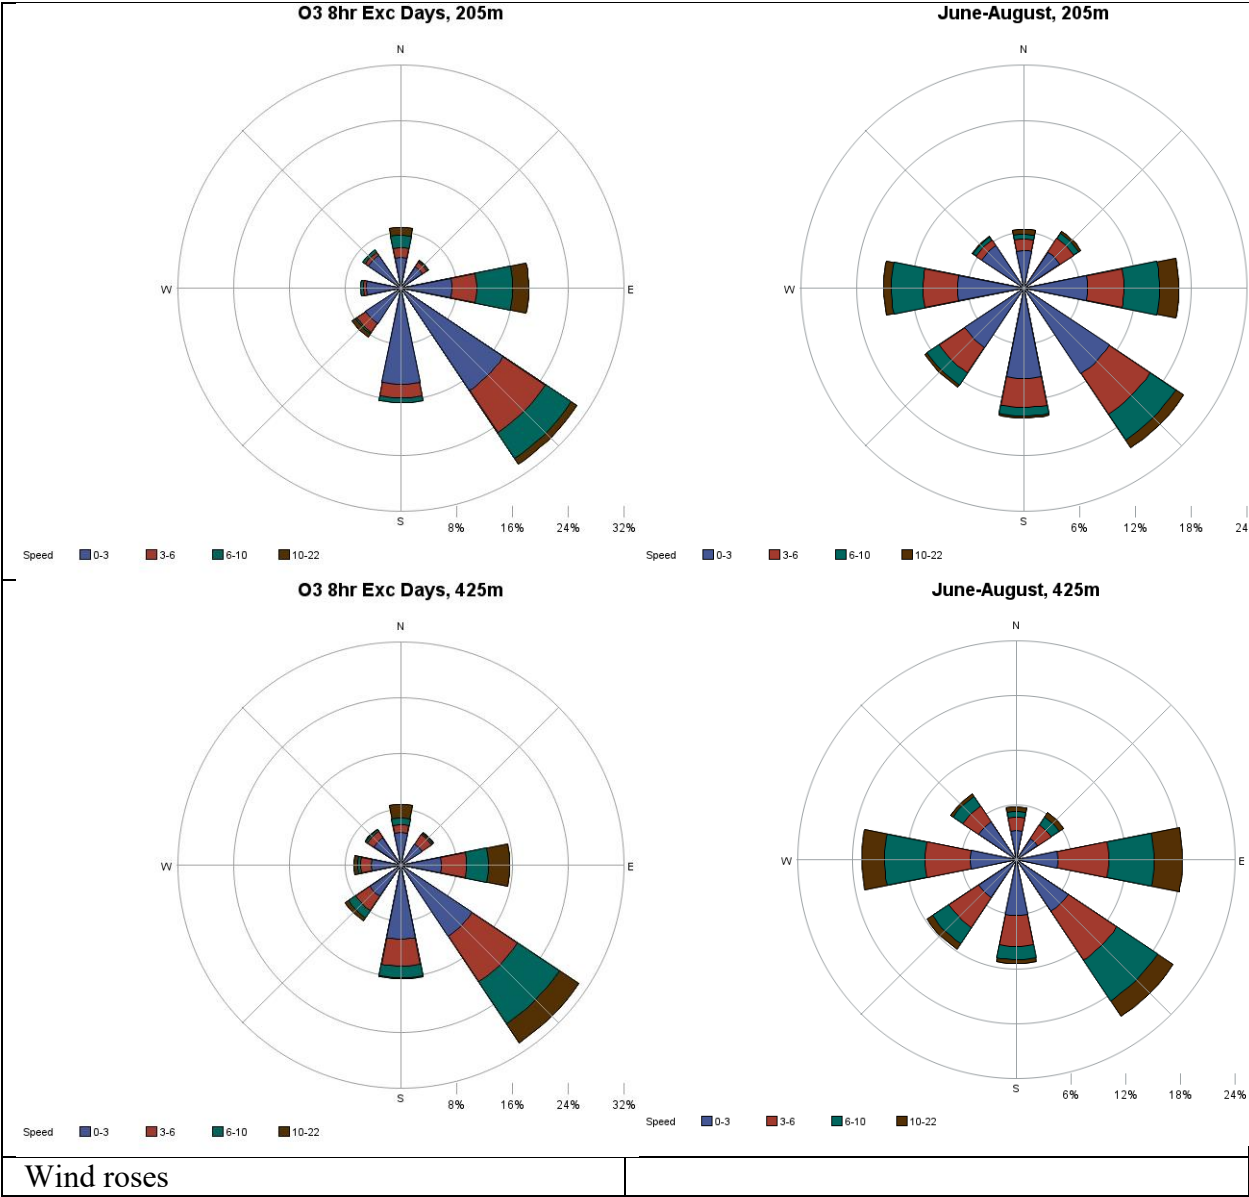 O3 8hr Exc Days, 205m
N
W
E
S
8% 16% 24% 32%
Speed 0-3 3-6 6-10 10-22
June-August, 205m
N
W
E
S
6% 12% 18% 24
Speed 0-3 3-6 6-10 10-22
O3 8hr Exc Days, 425m
N
W
E
S
8% 16% 24% 32%
Speed 0-3 3-6 6-10 10-22
June-August, 425m
N
W
E
S
6% 12% 18% 24%
Speed 0-3 3-6 6-10 10-22
Wind roses